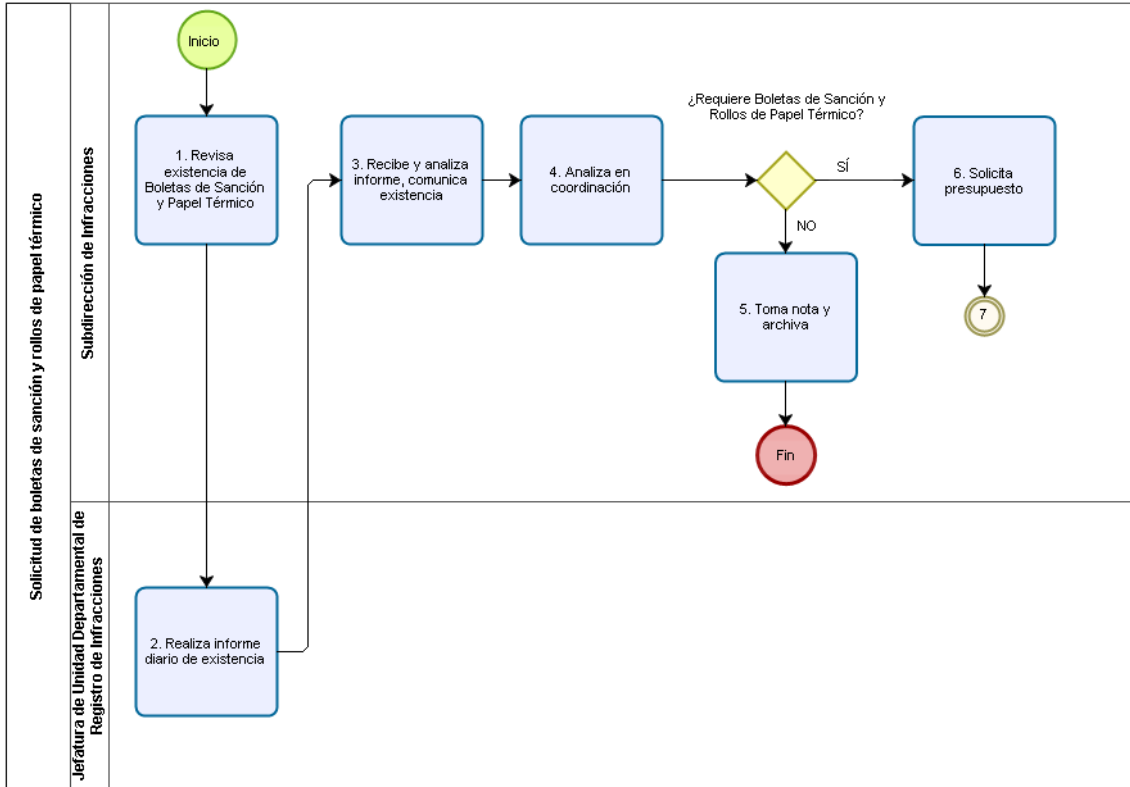 Solicitud de boletas de sanción y rollos de papel térmico
Subdirección de Infracciones
Inicio
1. Revisa
existencia de
Boletas de Sanción
y Papel Térmico
3. Recibe y analiza
informe, comunica
existencia
4. Analiza en
coordinación
¿Requiere Boletas de Sanción y
Rollos de Papel Térmico?
SÍ
NO
6. Solicita
presupuesto
7
5. Toma nota y
archiva
Fin
Jefatura de Unidad Departamental de
Registro de Infracciones
2. Realiza informe
diario de existencia